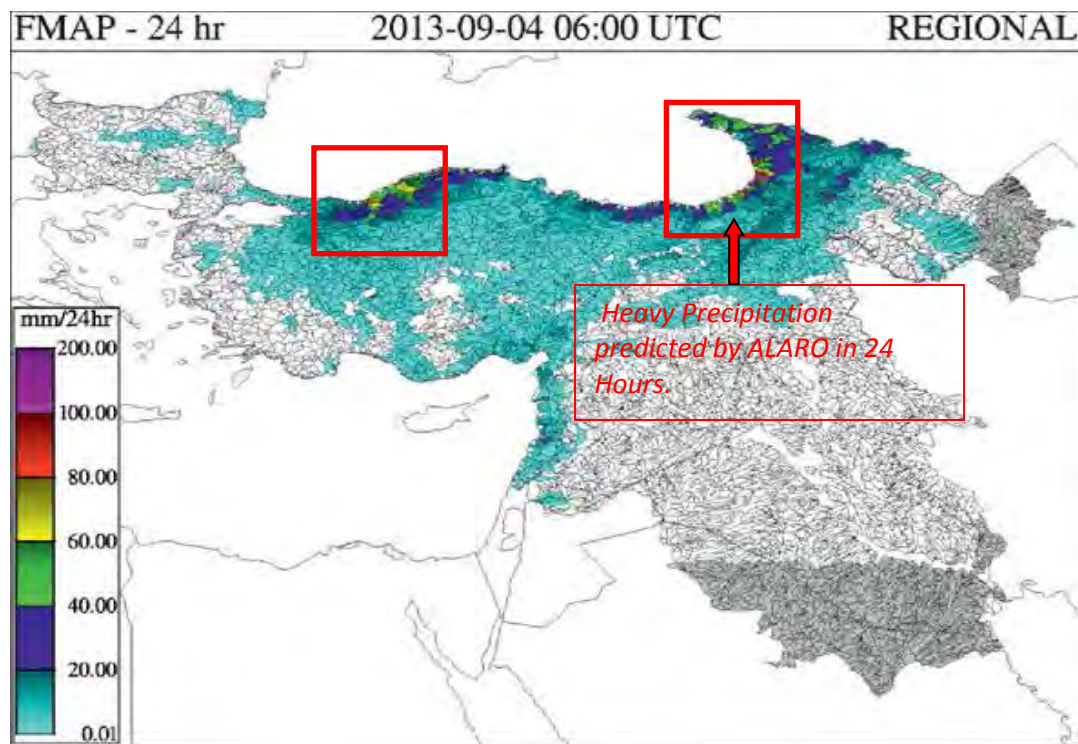 FMAP - 24 hr 2013-09-04 06:00 UTC REGIONAL
Heavy Precipitation
predicted by ALARO in 24
Hours.
mm/24hr
200.00
100.00
80.00
60.00
40.00
20.00
0.01